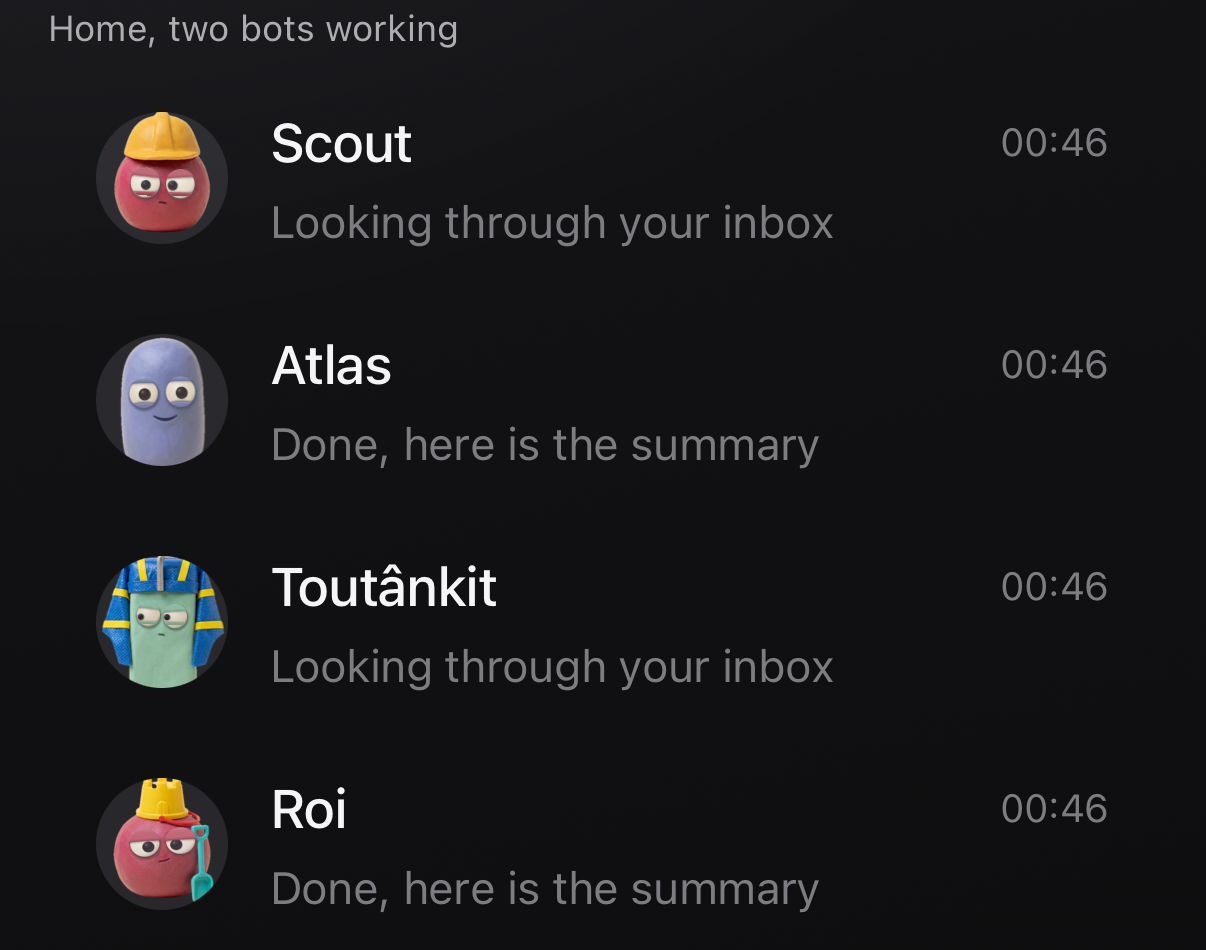 Home, two bots working
Scout
00:46
Looking through your inbox
Atlas
00:46
Done, here is the summary
Toutânkit
00:46
Looking through your inbox
Roi
00:46
Done, here is the summary